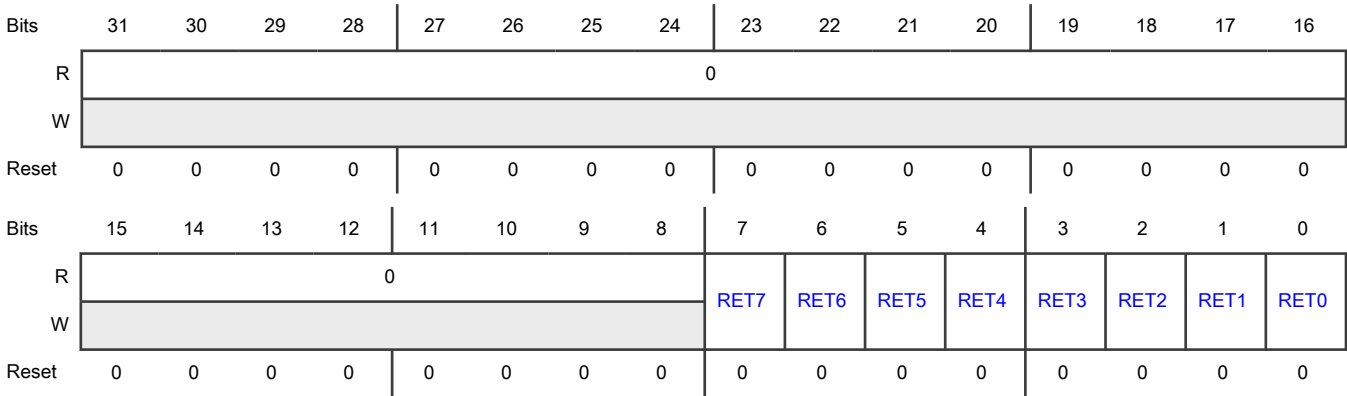 Bits 31 30 29 28 27 26 25 24 23 22 21 20 19 18 17 16
R 0
W
Reset 0 0 0 0 0 0 0 0 0 0 0 0 0 0 0 0
Bits 15 14 13 12 11 10 9 8 7 6 5 4 3 2 1 0
R 0 RET7 RET6 RET5 RET4 RET3 RET2 RET1 RET0
W
Reset 0 0 0 0 0 0 0 0 0 0 0 0 0 0 0 0